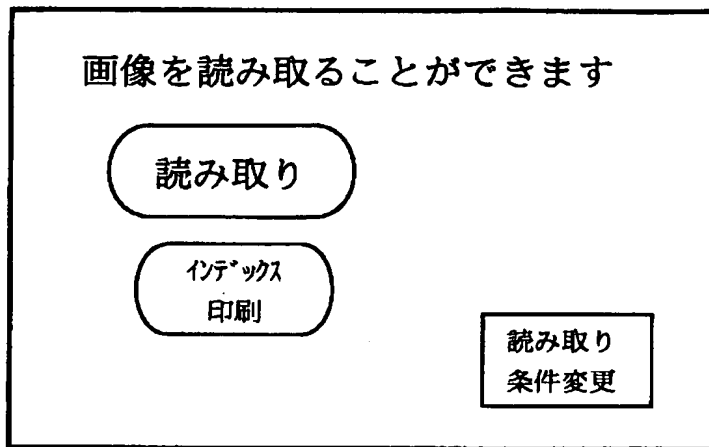 画像を読み取ることができます
読み取り
インデックス
印刷
読み取り
条件変更